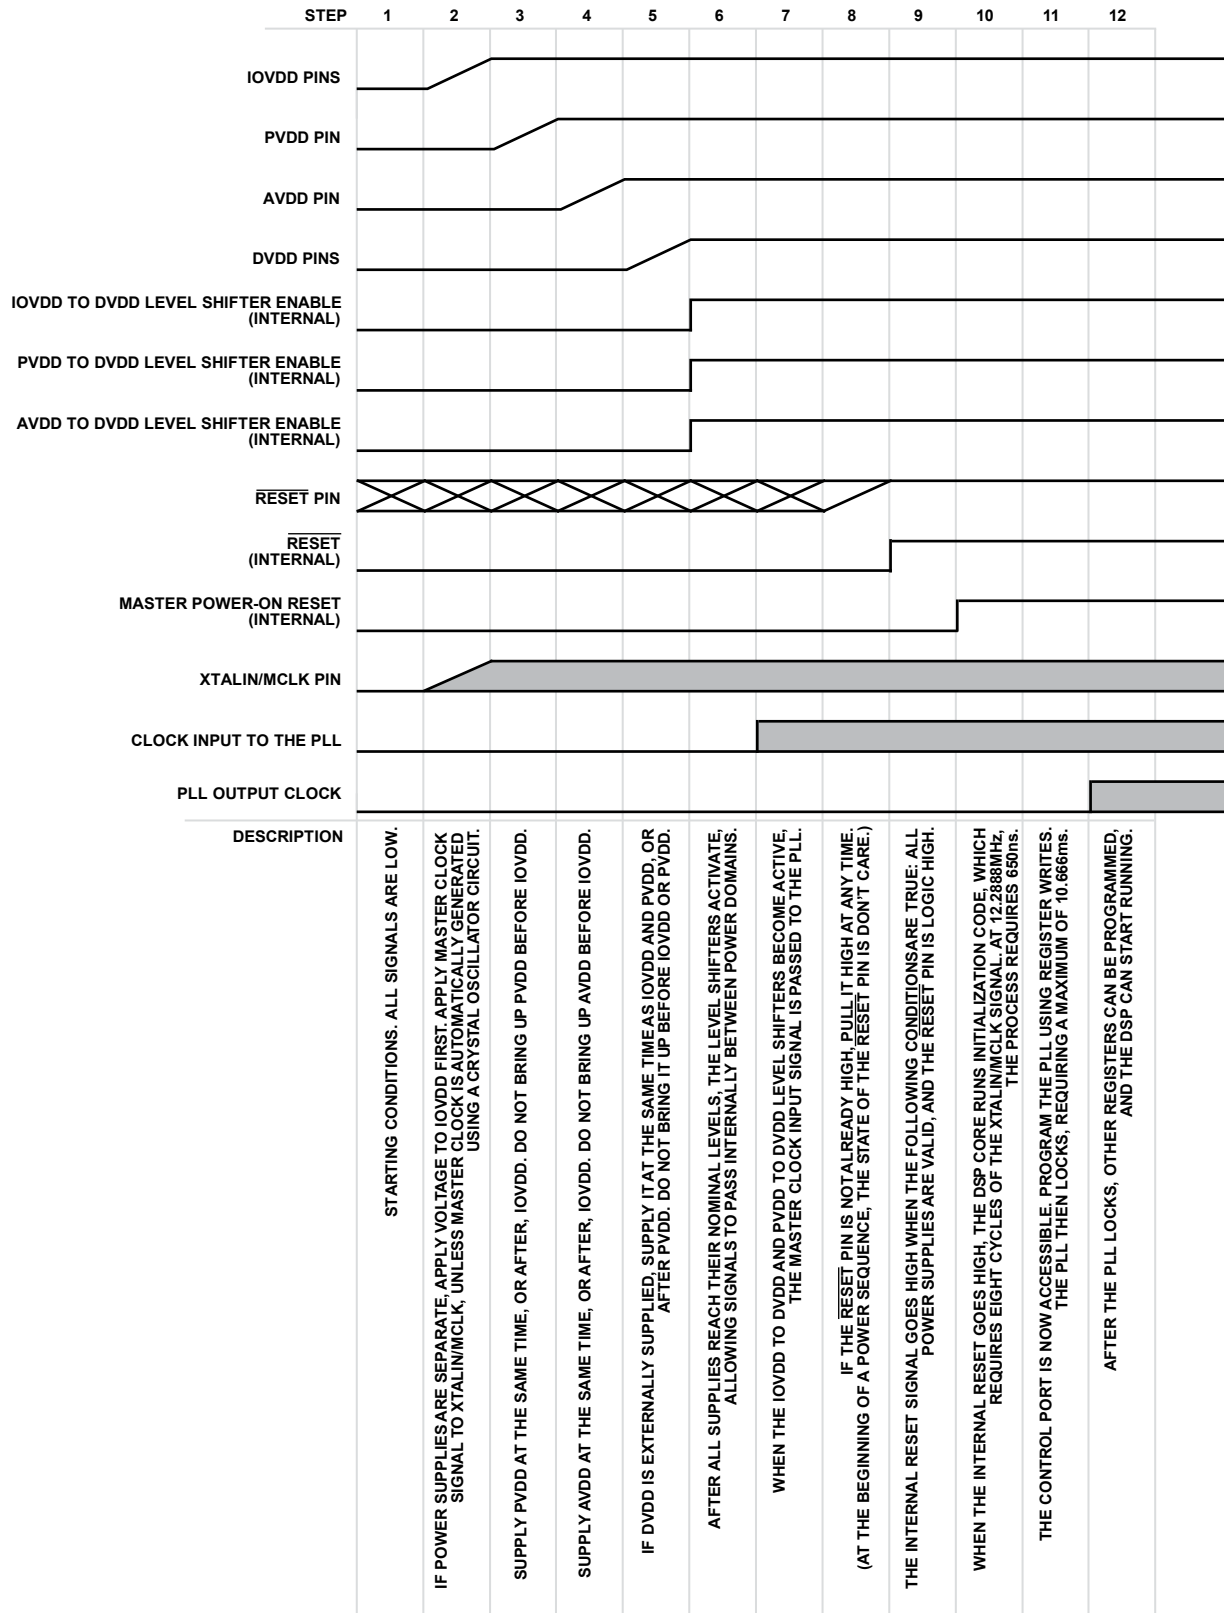 STEP 1 2 3 4 5 6 7 8 9 10 11 12
IOVDD PINS
PVDD PIN
AVDD PIN
DVDD PINS
IOVDD TO DVDD LEVEL SHIFTER ENABLE
(INTERNAL)
PVDD TO DVDD LEVEL SHIFTER ENABLE
(INTERNAL)
AVDD TO DVDD LEVEL SHIFTER ENABLE
(INTERNAL)
RESET PIN
RESET
(INTERNAL)
MASTER POWER-ON RESET
(INTERNAL)
XTALIN/MCLK PIN
CLOCK INPUT TO THE PLL
PLL OUTPUT CLOCK
DESCRIPTION
STARTING CONDITIONS. ALL SIGNALS ARE LOW.
IF POWER SUPPLIES ARE SEPARATE, APPLY VOLTAGE TO IOVDD FIRST. APPLY MASTER CLOCK
SIGNAL TO XTALIN/MCLK, UNLESS MASTER CLOCK IS AUTOMATICALLY GENERATED
USING A CRYSTAL OSCILLATOR CIRCUIT.
SUPPLY PVDD AT THE SAME TIME, OR AFTER, IOVDD. DO NOT BRING UP PVDD BEFORE IOVDD.
SUPPLY AVDD AT THE SAME TIME, OR AFTER, IOVDD. DO NOT BRING UP AVDD BEFORE IOVDD.
IF DVDD IS EXTERNALLY SUPPLIED, SUPPLY IT AT THE SAME TIME AS IOVDD AND PVDD, OR
AFTER PVDD. DO NOT BRING IT UP BEFORE IOVDD OR PVDD.
AFTER ALL SUPPLIES REACH THEIR NOMINAL LEVELS, THE LEVEL SHIFTERS ACTIVATE,
ALLOWING SIGNALS TO PASS INTERNALLY BETWEEN POWER DOMAINS.
WHEN THE IOVDD TO DVDD AND PVDD TO DVDD LEVEL SHIFTERS BECOME ACTIVE,
THE MASTER CLOCK INPUT SIGNAL IS PASSED TO THE PLL.
IF THE RESET PIN IS NOT ALREADY HIGH, PULL IT HIGH AT ANY TIME.
(AT THE BEGINNING OF A POWER SEQUENCE, THE STATE OF THE RESET PIN IS DON'T CARE.)
THE INTERNAL RESET SIGNAL GOES HIGH WHEN THE FOLLOWING CONDITIONSARE TRUE: ALL
POWER SUPPLIES ARE VALID, AND THE RESET PIN IS LOGIC HIGH.
WHEN THE INTERNAL RESET GOES HIGH, THE DSP CORE RUNS INITIALIZATION CODE, WHICH
REQUIRES EIGHT CYCLES OF THE XTALIN/MCLK SIGNAL. AT 12.2888MHz,
THE PROCESS REQUIRES 650ns.
THE CONTROL PORT IS NOW ACCESSIBLE. PROGRAM THE PLL USING REGISTER WRITES.
THE PLL THEN LOCKS, REQUIRING A MAXIMUM OF 10.666ms.
AFTER THE PLL LOCKS, OTHER REGISTERS CAN BE PROGRAMMED,
AND THE DSP CAN START RUNNING.